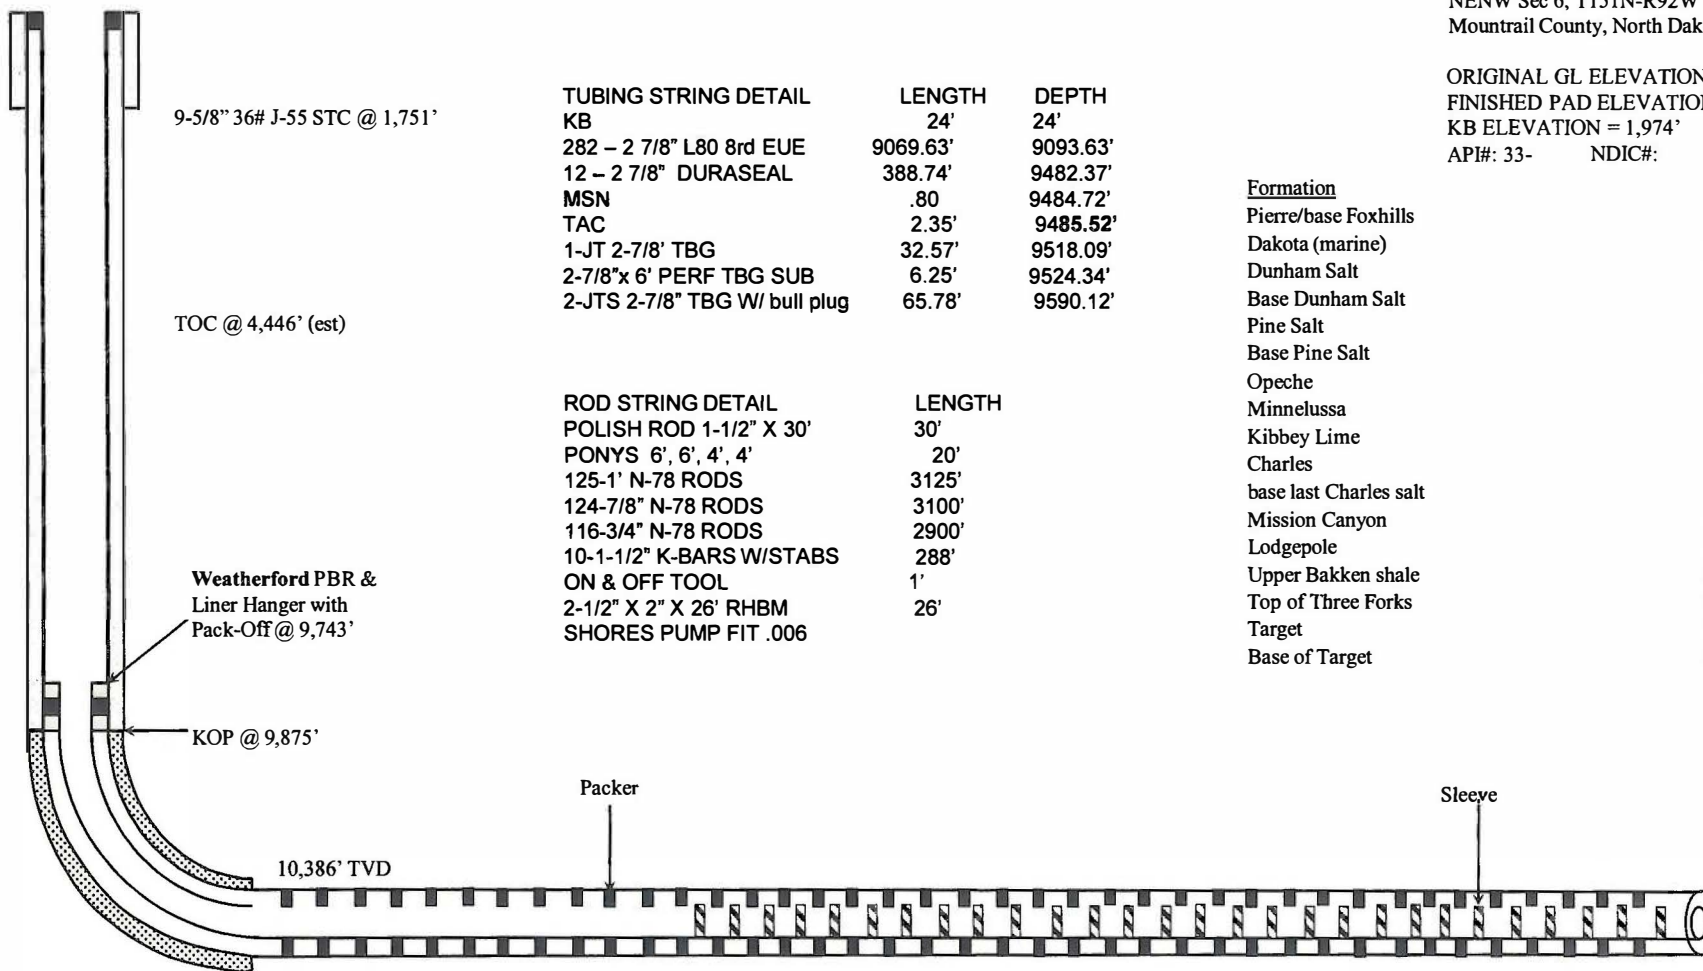 NENW Sec 6, T151N-R92W
Mountrail County, North Dak
ORIGINAL GL ELEVATION
FINISHED PAD ELEVATION
KB ELEVATION = 1,974’
API#: 33- NDIC#:
9-5/8” 36# J-55 STC @ 1,751’
TUBING STRING DETAIL LENGTH DEPTH
KB 24' 24'
282 – 2 7/8” L80 8rd EUE 9069.63' 9093.63'
12 – 2 7/8” DURASEAL 388.74' 9482.37'
MSN .80 9484.72'
TAC 2.35' 9485.52'
1-JT 2-7/8' TBG 32.57' 9518.09'
2-7/8"x 6' PERF TBG SUB 6.25' 9524.34'
2-JTS 2-7/8" TBG W/ bull plug 65.78' 9590.12'
TOC @ 4,446’ (est)
ROD STRING DETAIL LENGTH
POLISH ROD 1-1/2” X 30' 30'
PONYS 6', 6', 4', 4' 20'
125-1' N-78 RODS 3125'
124-7/8" N-78 RODS 3100'
116-3/4" N-78 RODS 2900'
10-1-1/2" K-BARS W/STABS 288'
ON & OFF TOOL 1'
2-1/2" X 2" X 26' RHBM 26'
SHORES PUMP FIT .006
Formation
Pierre/base Foxhills
Dakota (marine)
Dunham Salt
Base Dunham Salt
Pine Salt
Base Pine Salt
Opeche
Minnelussa
Kibbey Lime
Charles
base last Charles salt
Mission Canyon
Lodgepole
Upper Bakken shale
Top of Three Forks
Target
Base of Target
Weatherford PBR &
Liner Hanger with
Pack-Off @ 9,743’
KOP @ 9,875’
Packer
Sleeve
10,386’ TVD